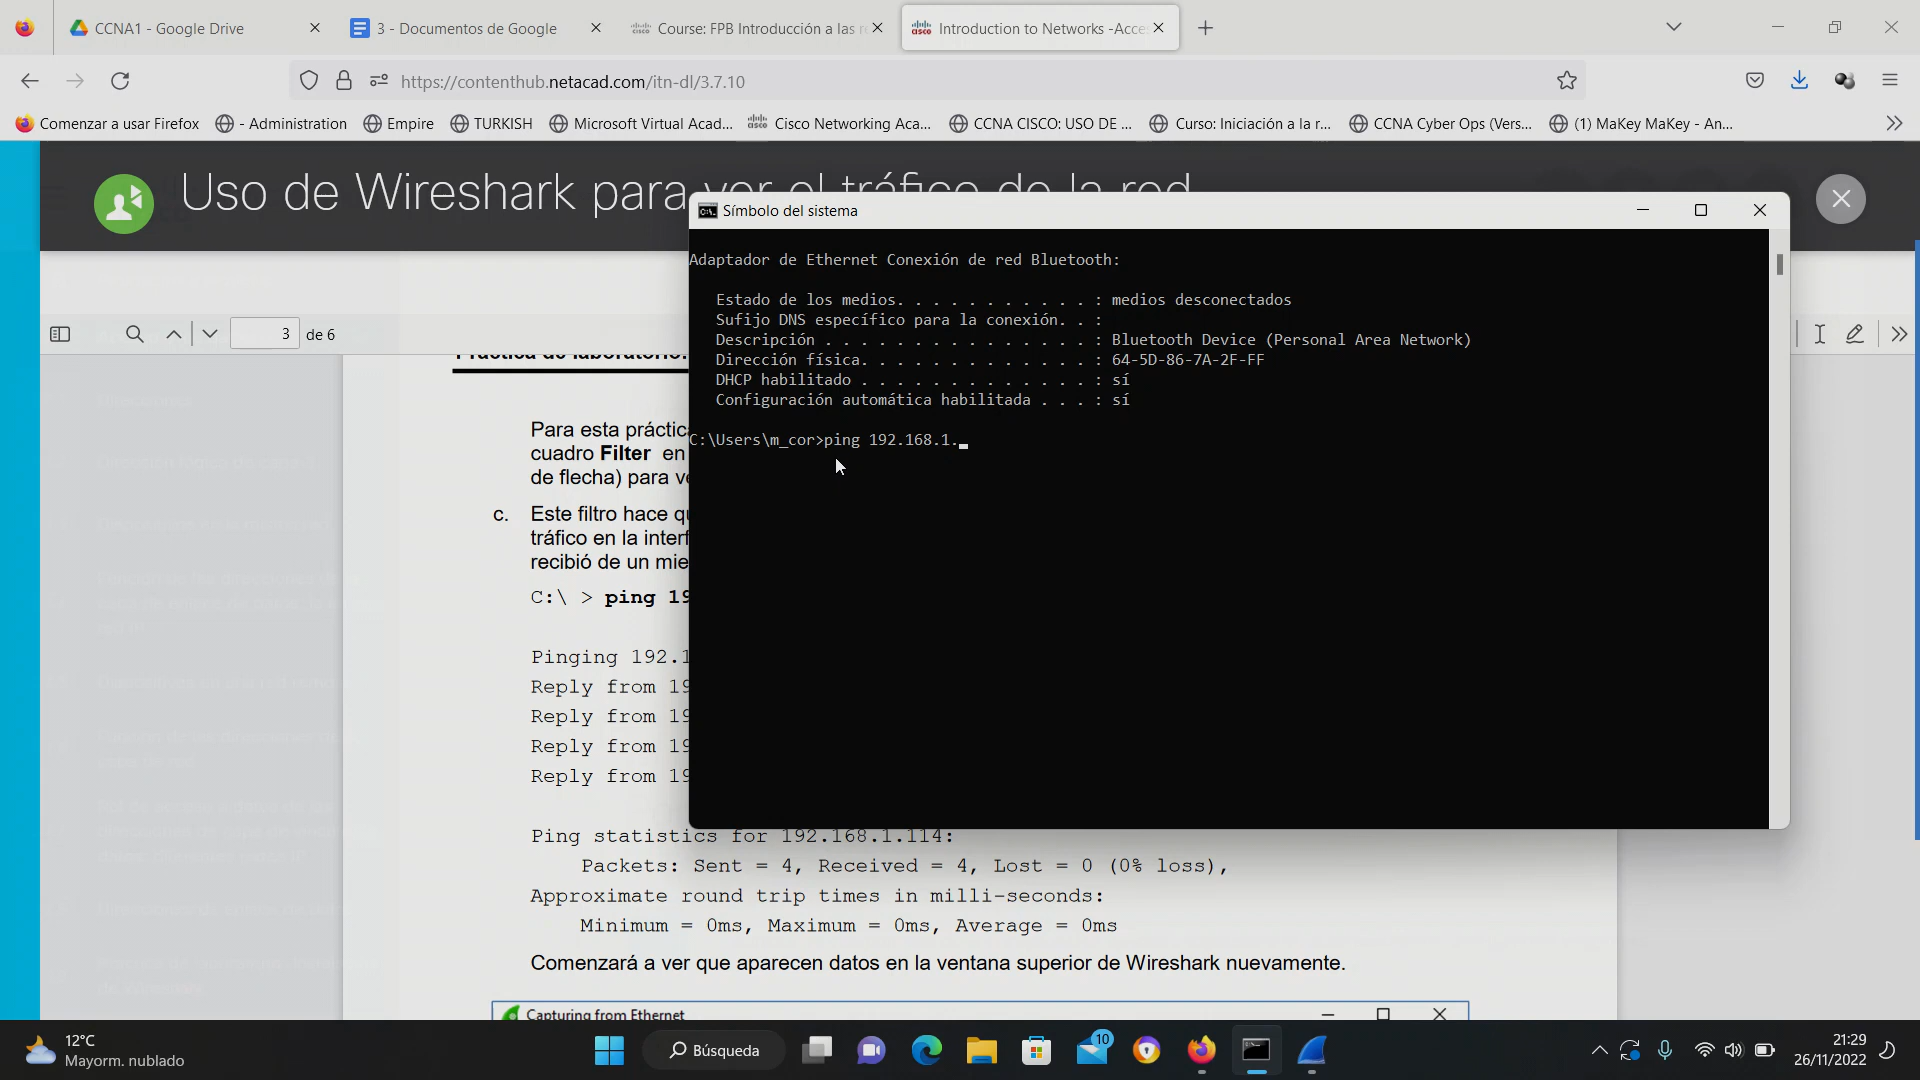 CCNA1 - Google Drive
3 - Documentos de Google
Course: FPB Introducción a las r
Introduction to Networks -Acce
https://contenthub.netacad.com/itn-dl/3.7.10
Comenzar a usar Firefox
- Administration
Empire
TURKISH
Microsoft Virtual Acad...
Cisco Networking Aca...
CCNA CISCO: USO DE ...
Curso: Iniciación a la r...
CCNA Cyber Ops (Vers...
(1) MaKey MaKey - An...
Uso de Wireshark para ver el tráfico de la red
Símbolo del sistema
Adaptador de Ethernet Conexión de red Bluetooth:
Estado de los medios. . . . . . . . . . . : medios desconectados
Sufijo DNS específico para la conexión. . :
Descripción . . . . . . . . . . . . . . . : Bluetooth Device (Personal Area Network)
Dirección física. . . . . . . . . . . . . : 64-5D-86-7A-2F-FF
DHCP habilitado . . . . . . . . . . . . . : sí
Configuración automática habilitada . . . : sí
C:\Users\m_cor>ping 192.168.1._
3 de 6
Práctica de laboratorio:
Para esta práctic
cuadro Filter en
de flecha) para v
c. Este filtro hace q
tráfico en la interf
recibió de un mie
C:\ > ping 19
Pinging 192.1
Reply from 19
Reply from 19
Reply from 19
Reply from 19
Ping statistics for 192.168.1.114:
Packets: Sent = 4, Received = 4, Lost = 0 (0% loss),
Approximate round trip times in milli-seconds:
Minimum = 0ms, Maximum = 0ms, Average = 0ms
Comenzará a ver que aparecen datos en la ventana superior de Wireshark nuevamente.
Capturing from Ethernet
12°C
Mayorm. nublado
Búsqueda
10
21:29
26/11/2022